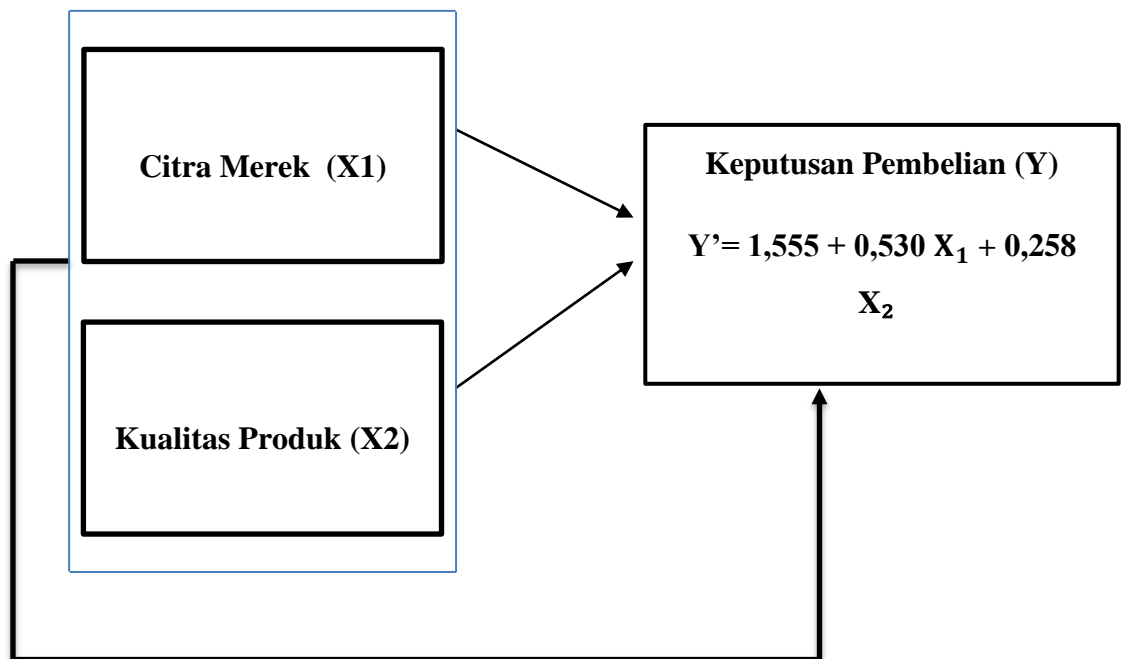 Citra Merek (X1)
Keputusan Pembelian (Y)
Y’= 1,555 + 0,530 X₁ + 0,258
X₂
Kualitas Produk (X2)